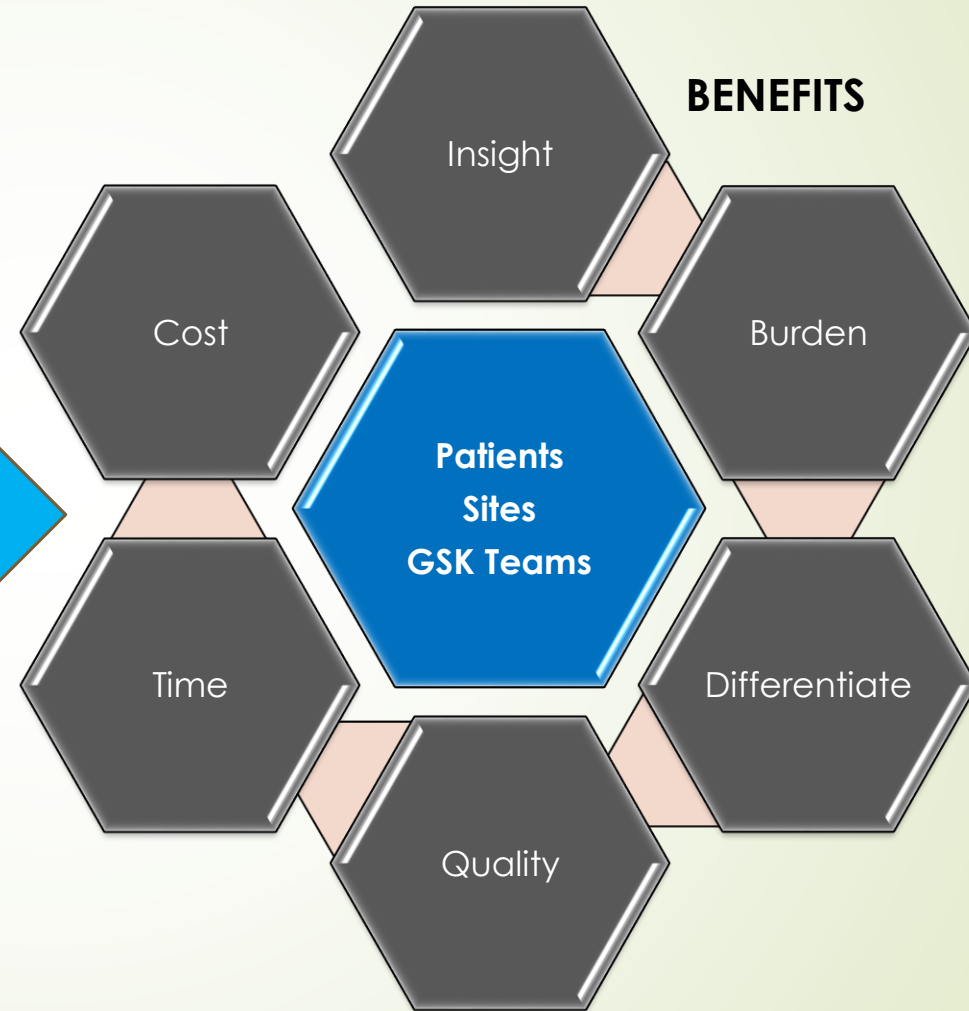 BENEFITS
Insight
Cost
Burden
Patients
Sites
GSK Teams
Time
Differentiate
Quality